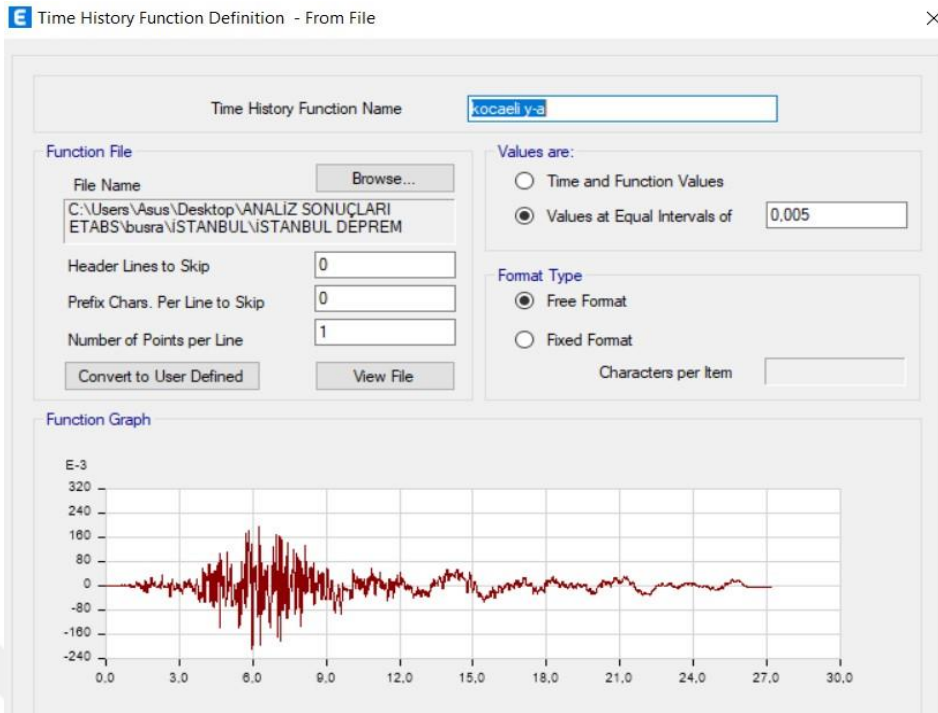 E Time History Function Definition - From File
Time History Function Name kocaeli y-a
Function File
File Name Browse...
C:\Users\Asus\Desktop\ANALİZ SONUÇLARI
ETABS\busra\İSTANBUL\İSTANBUL DEPREM
Header Lines to Skip 0
Prefix Chars. Per Line to Skip 0
Number of Points per Line 1
Convert to User Defined View File
Values are:
Time and Function Values
Values at Equal Intervals of 0,005
Format Type
Free Format
Fixed Format
Characters per Item
Function Graph
E-3
320
240
160
80
0
-80
-160
-240
0,0 3,0 6,0 9,0 12,0 15,0 18,0 21,0 24,0 27,0 30,0